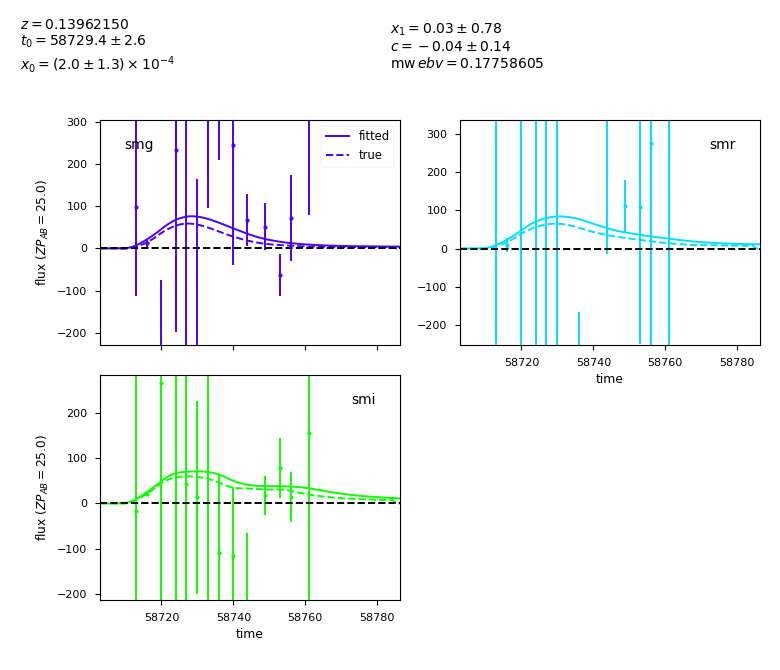 z = 0.13962150
t₀ = 58729.4 ± 2.6
x₀ = (2.0 ± 1.3) × 10⁻⁴
x₁ = 0.03 ± 0.78
c = −0.04 ± 0.14
mwebv = 0.17758605
smg
fitted
true
300
200
100
0
−100
−200
flux (ZP_AB = 25.0)
smr
300
200
100
0
−100
−200
58720 58740 58760 58780
time
smi
200
100
0
−100
−200
flux (ZP_AB = 25.0)
58720 58740 58760 58780
time